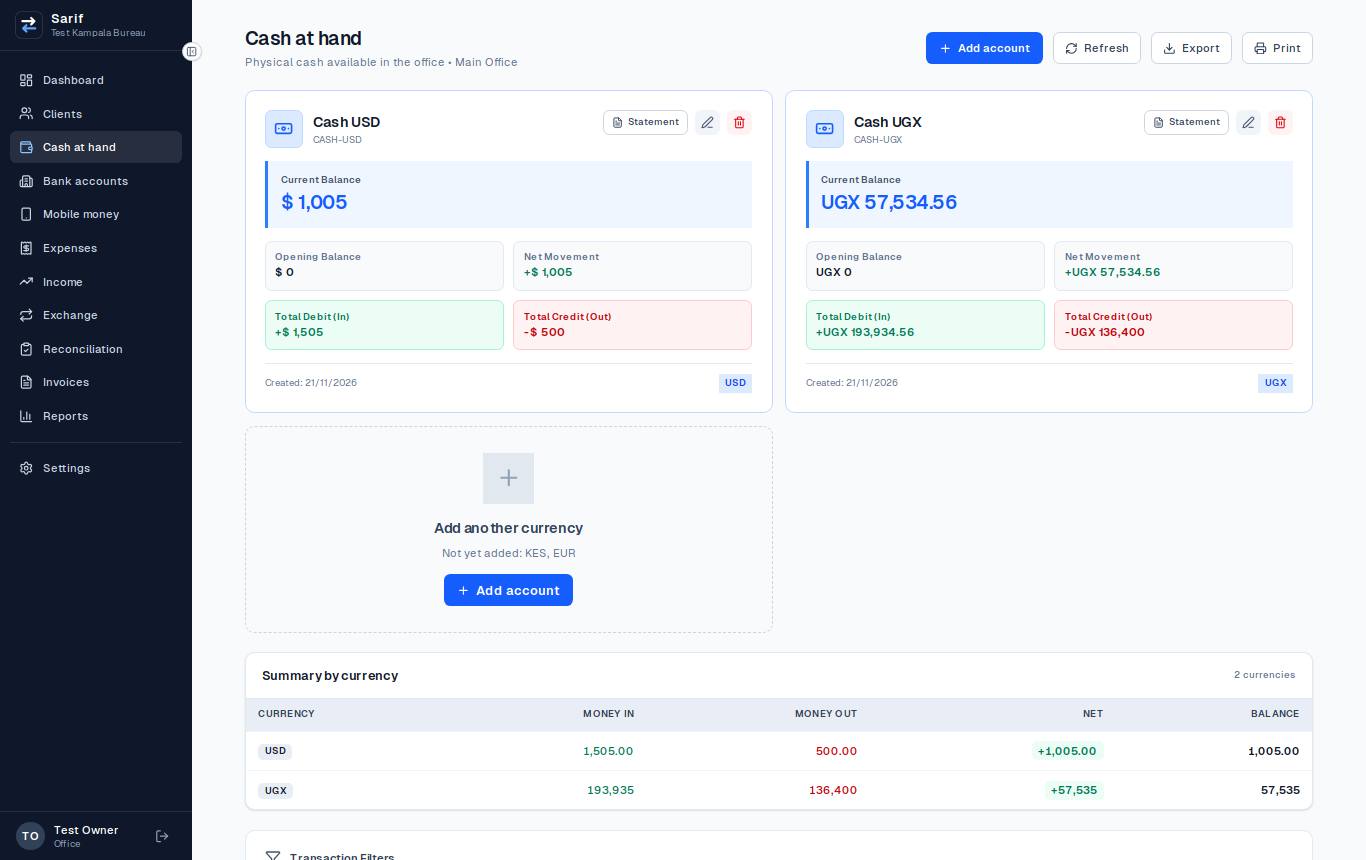 Sarif
Test Kampala Bureau
Dashboard
Clients
Cash at hand
Bank accounts
Mobile money
Expenses
Income
Exchange
Reconciliation
Invoices
Reports
Settings
TO
Test Owner
Office
Cash at hand
Physical cash available in the office • Main Office
Add account
Refresh
Export
Print
Cash USD
CASH-USD
Statement
Current Balance
$ 1,005
Opening Balance
$ 0
Net Movement
+$ 1,005
Total Debit (In)
+$ 1,505
Total Credit (Out)
-$ 500
Created: 21/11/2026
USD
Cash UGX
CASH-UGX
Statement
Current Balance
UGX 57,534.56
Opening Balance
UGX 0
Net Movement
+UGX 57,534.56
Total Debit (In)
+UGX 193,934.56
Total Credit (Out)
-UGX 136,400
Created: 21/11/2026
UGX
Add another currency
Not yet added: KES, EUR
Add account
Summary by currency
2 currencies
CURRENCY MONEY IN MONEY OUT NET BALANCE
USD 1,505.00 500.00 +1,005.00 1,005.00
UGX 193,935 136,400 +57,535 57,535
Transaction Filters